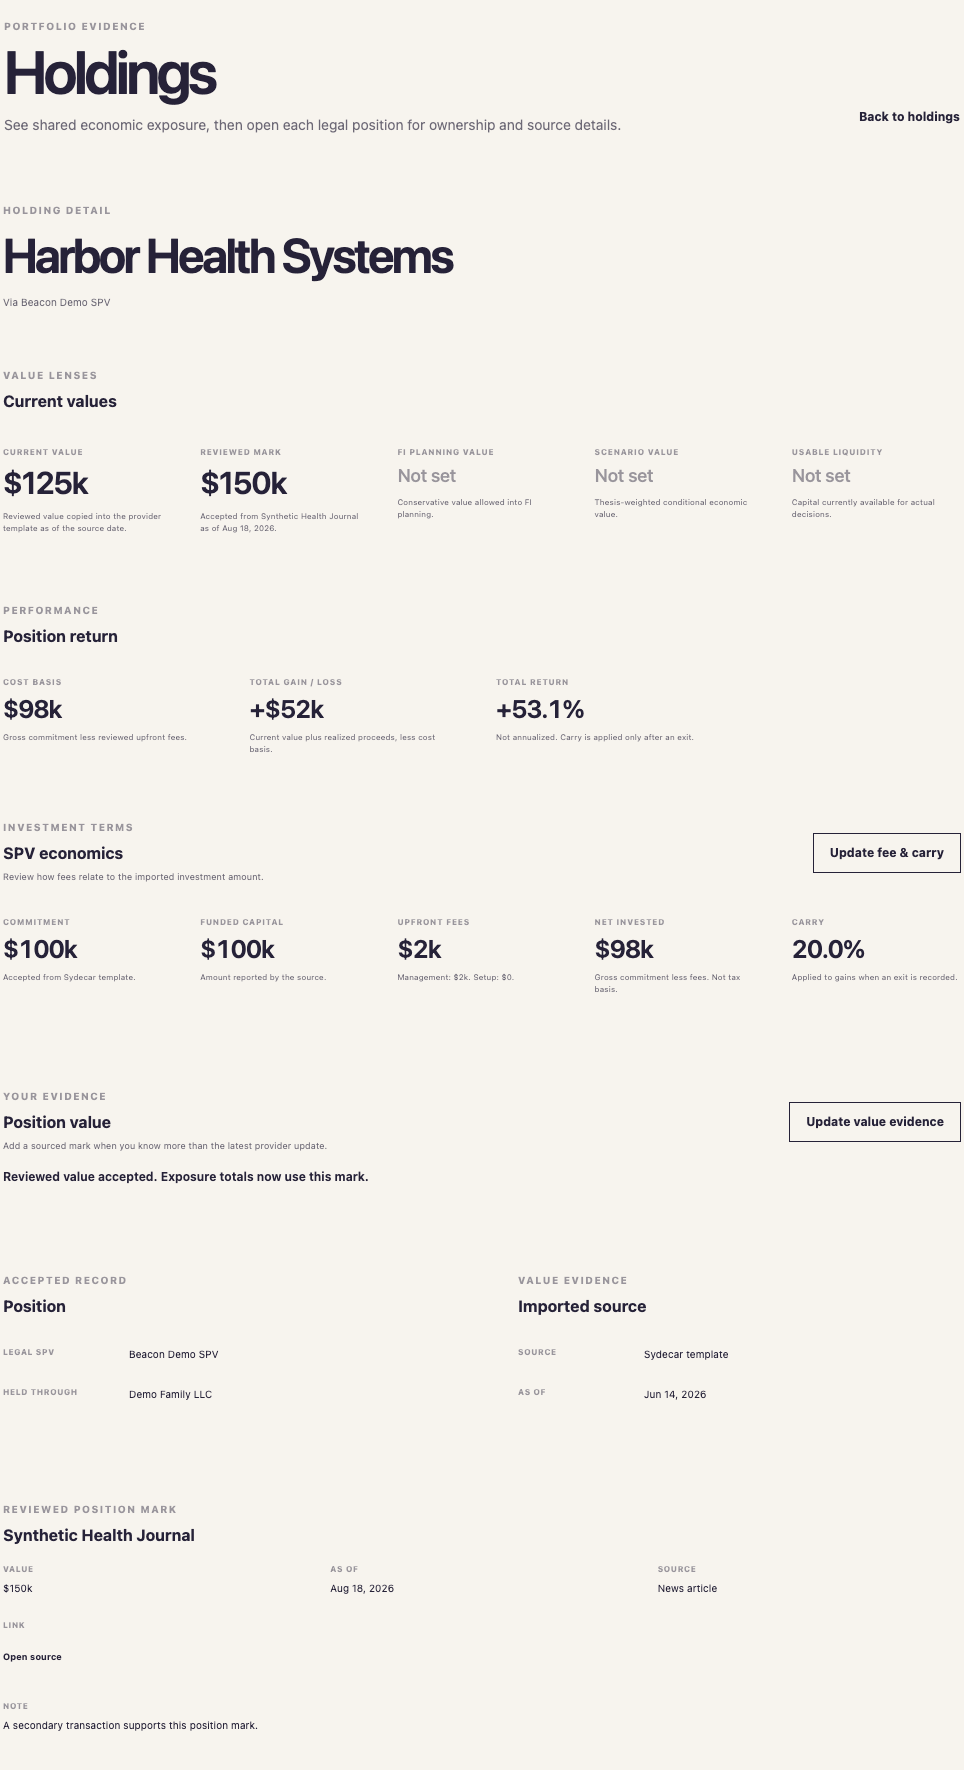 PORTFOLIO EVIDENCE
Holdings
See shared economic exposure, then open each legal position for ownership and source details.
Back to holdings
HOLDING DETAIL
Harbor Health Systems
Via Beacon Demo SPV
VALUE LENSES
Current values
CURRENT VALUE
$125k
Reviewed value copied into the provider
template as of the source date.
REVIEWED MARK
$150k
Accepted from Synthetic Health Journal
as of Aug 18, 2026.
FI PLANNING VALUE
Not set
Conservative value allowed into FI
planning.
SCENARIO VALUE
Not set
Thesis-weighted conditional economic
value.
USABLE LIQUIDITY
Not set
Capital currently available for actual
decisions.
PERFORMANCE
Position return
COST BASIS
$98k
Gross commitment less reviewed upfront fees.
TOTAL GAIN / LOSS
+$52k
Current value plus realized proceeds, less cost
basis.
TOTAL RETURN
+53.1%
Not annualized. Carry is applied only after an exit.
INVESTMENT TERMS
SPV economics
Review how fees relate to the imported investment amount.
Update fee & carry
COMMITMENT
$100k
Accepted from Sydecar template.
FUNDED CAPITAL
$100k
Amount reported by the source.
UPFRONT FEES
$2k
Management: $2k. Setup: $0.
NET INVESTED
$98k
Gross commitment less fees. Not tax
basis.
CARRY
20.0%
Applied to gains when an exit is recorded.
YOUR EVIDENCE
Position value
Add a sourced mark when you know more than the latest provider update.
Update value evidence
Reviewed value accepted. Exposure totals now use this mark.
ACCEPTED RECORD
Position
LEGAL SPV
Beacon Demo SPV
HELD THROUGH
Demo Family LLC
VALUE EVIDENCE
Imported source
SOURCE
Sydecar template
AS OF
Jun 14, 2026
REVIEWED POSITION MARK
Synthetic Health Journal
VALUE
$150k
AS OF
Aug 18, 2026
SOURCE
News article
LINK
Open source
NOTE
A secondary transaction supports this position mark.